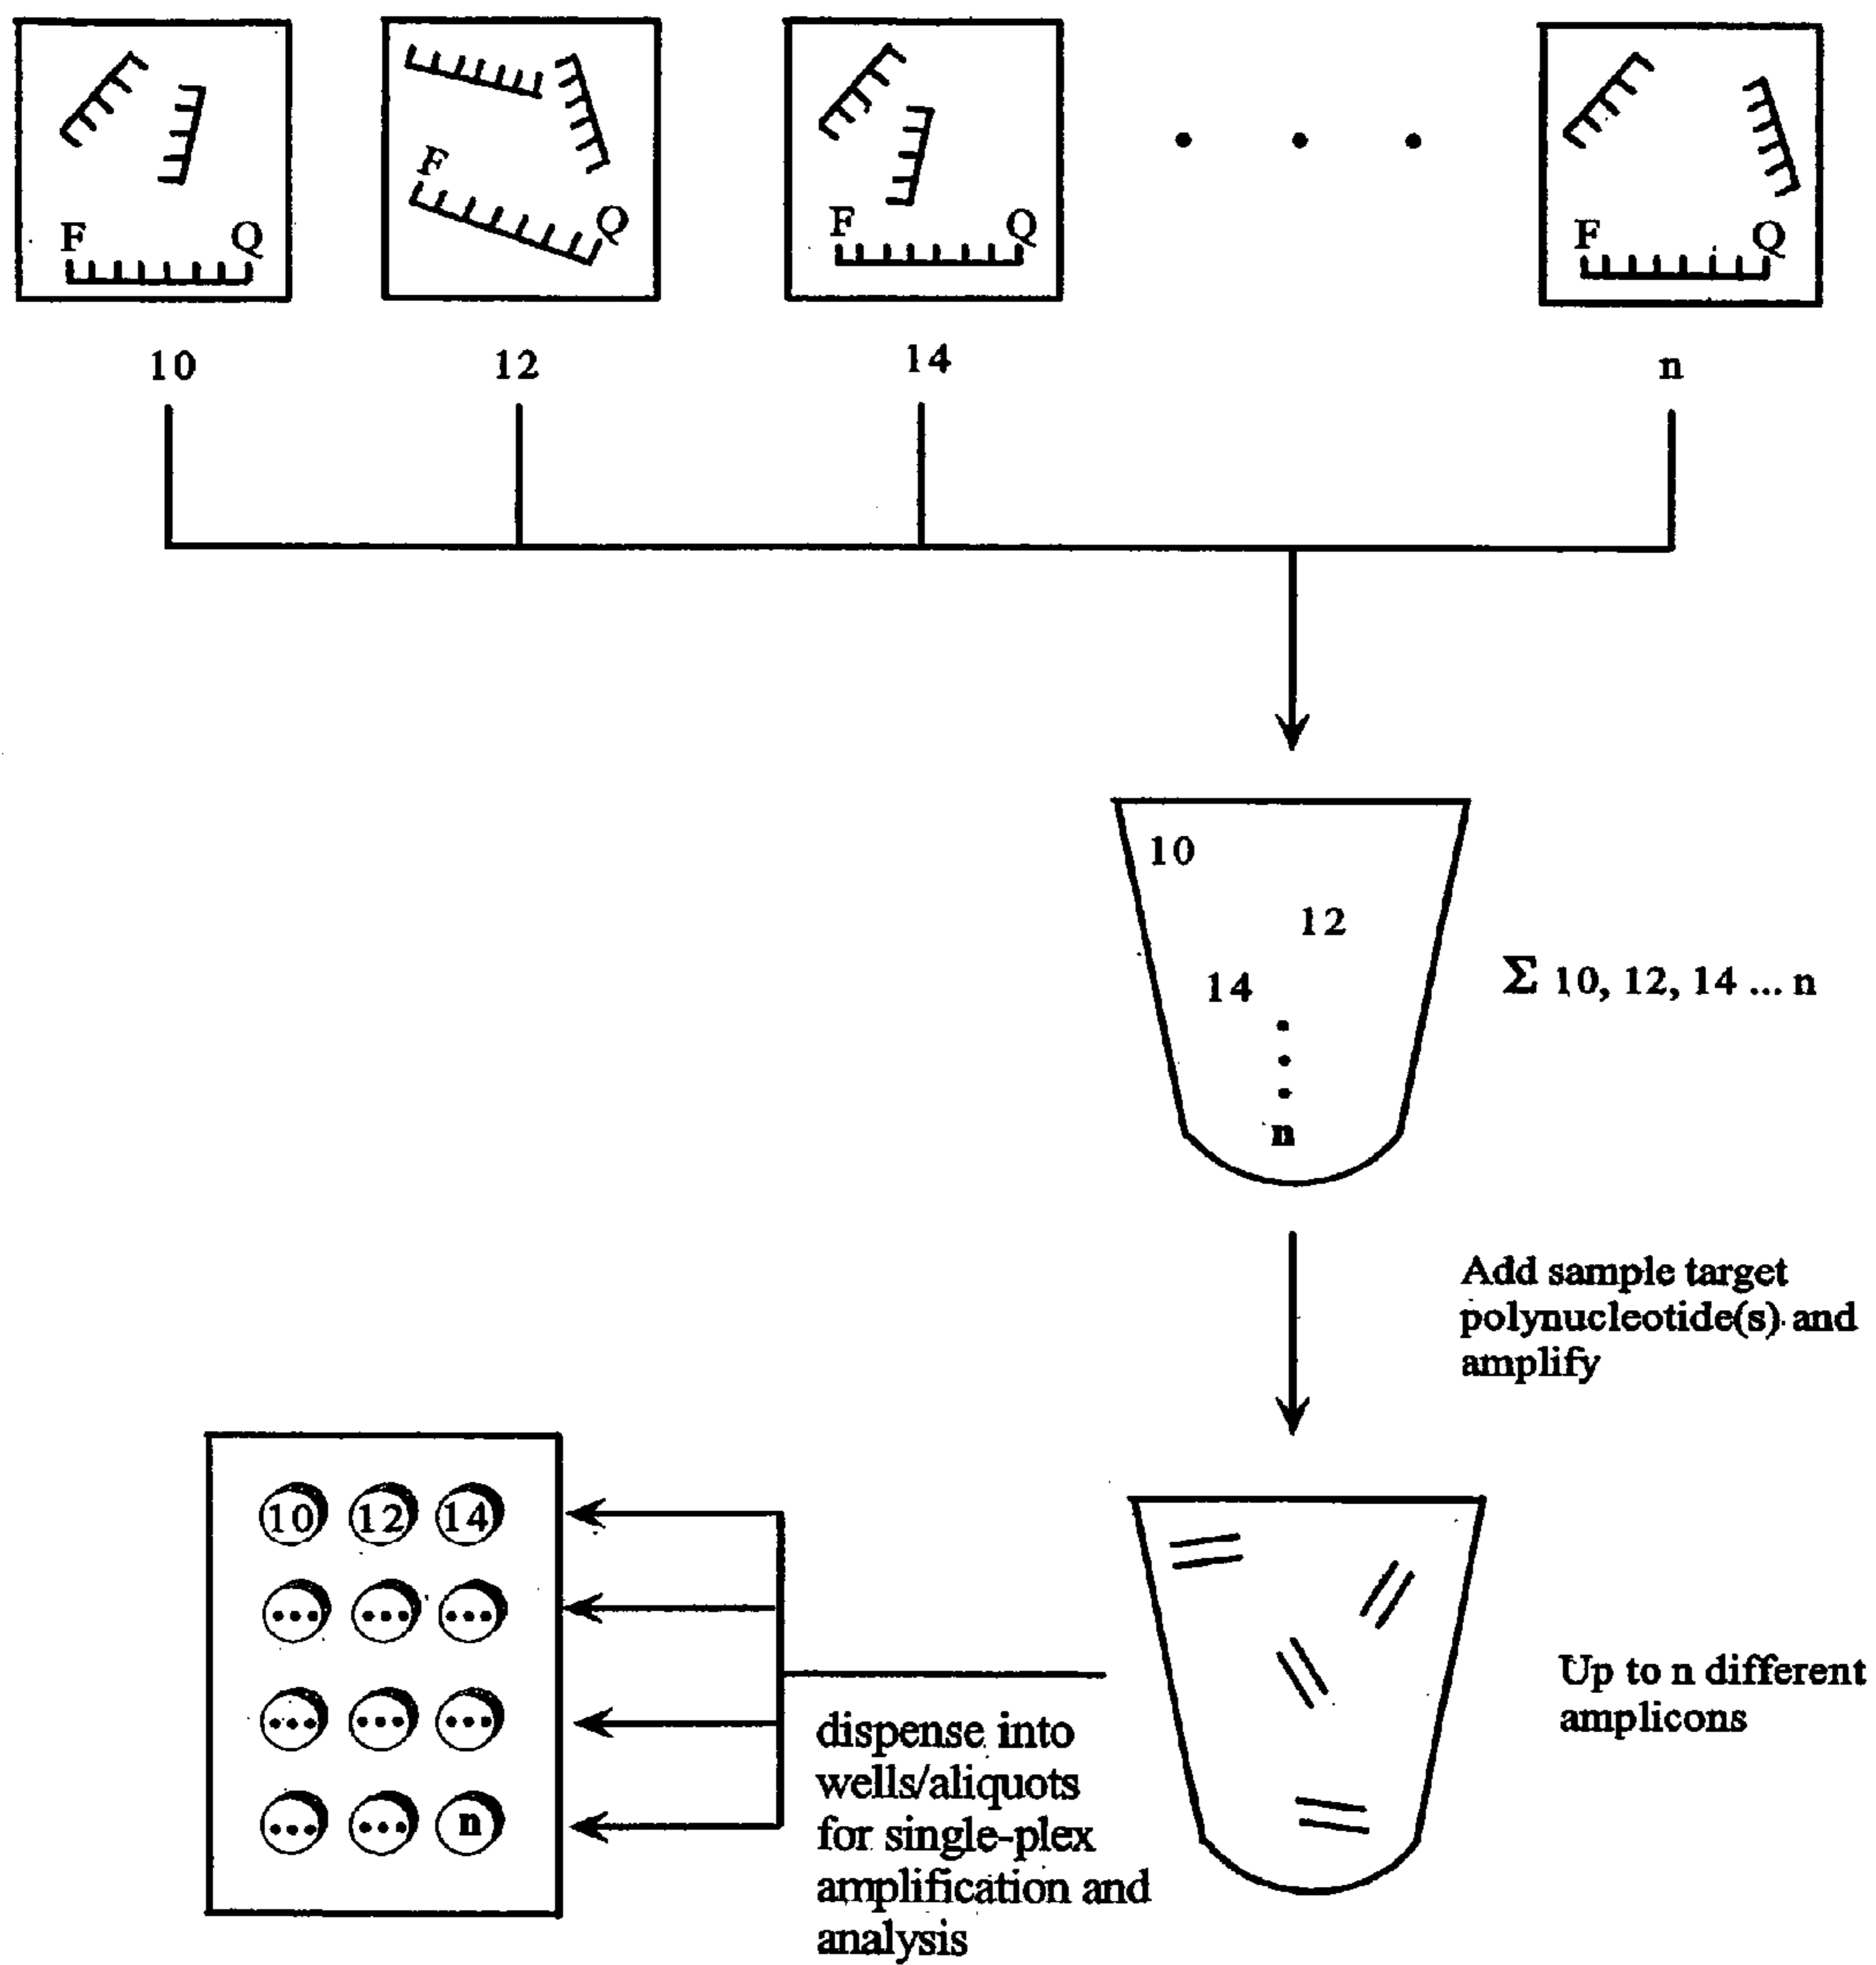 F Q
F Q
F Q
F Q
10 12 14 n
10
12
14
n
Σ 10, 12, 14 ... n
Add sample target
polynucleotide(s) and
amplify
10 12 14
... ... ...
... ... ...
... ... n
dispense into
wells/aliquots
for single-plex
amplification and
analysis
Up to n different
amplicons